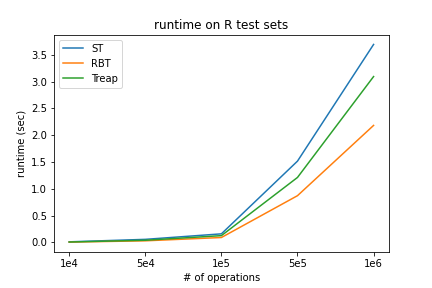 runtime on R test sets
ST
RBT
Treap
runtime (sec)
3.5
3.0
2.5
2.0
1.5
1.0
0.5
0.0
1e4 5e4 1e5 5e5 1e6
# of operations